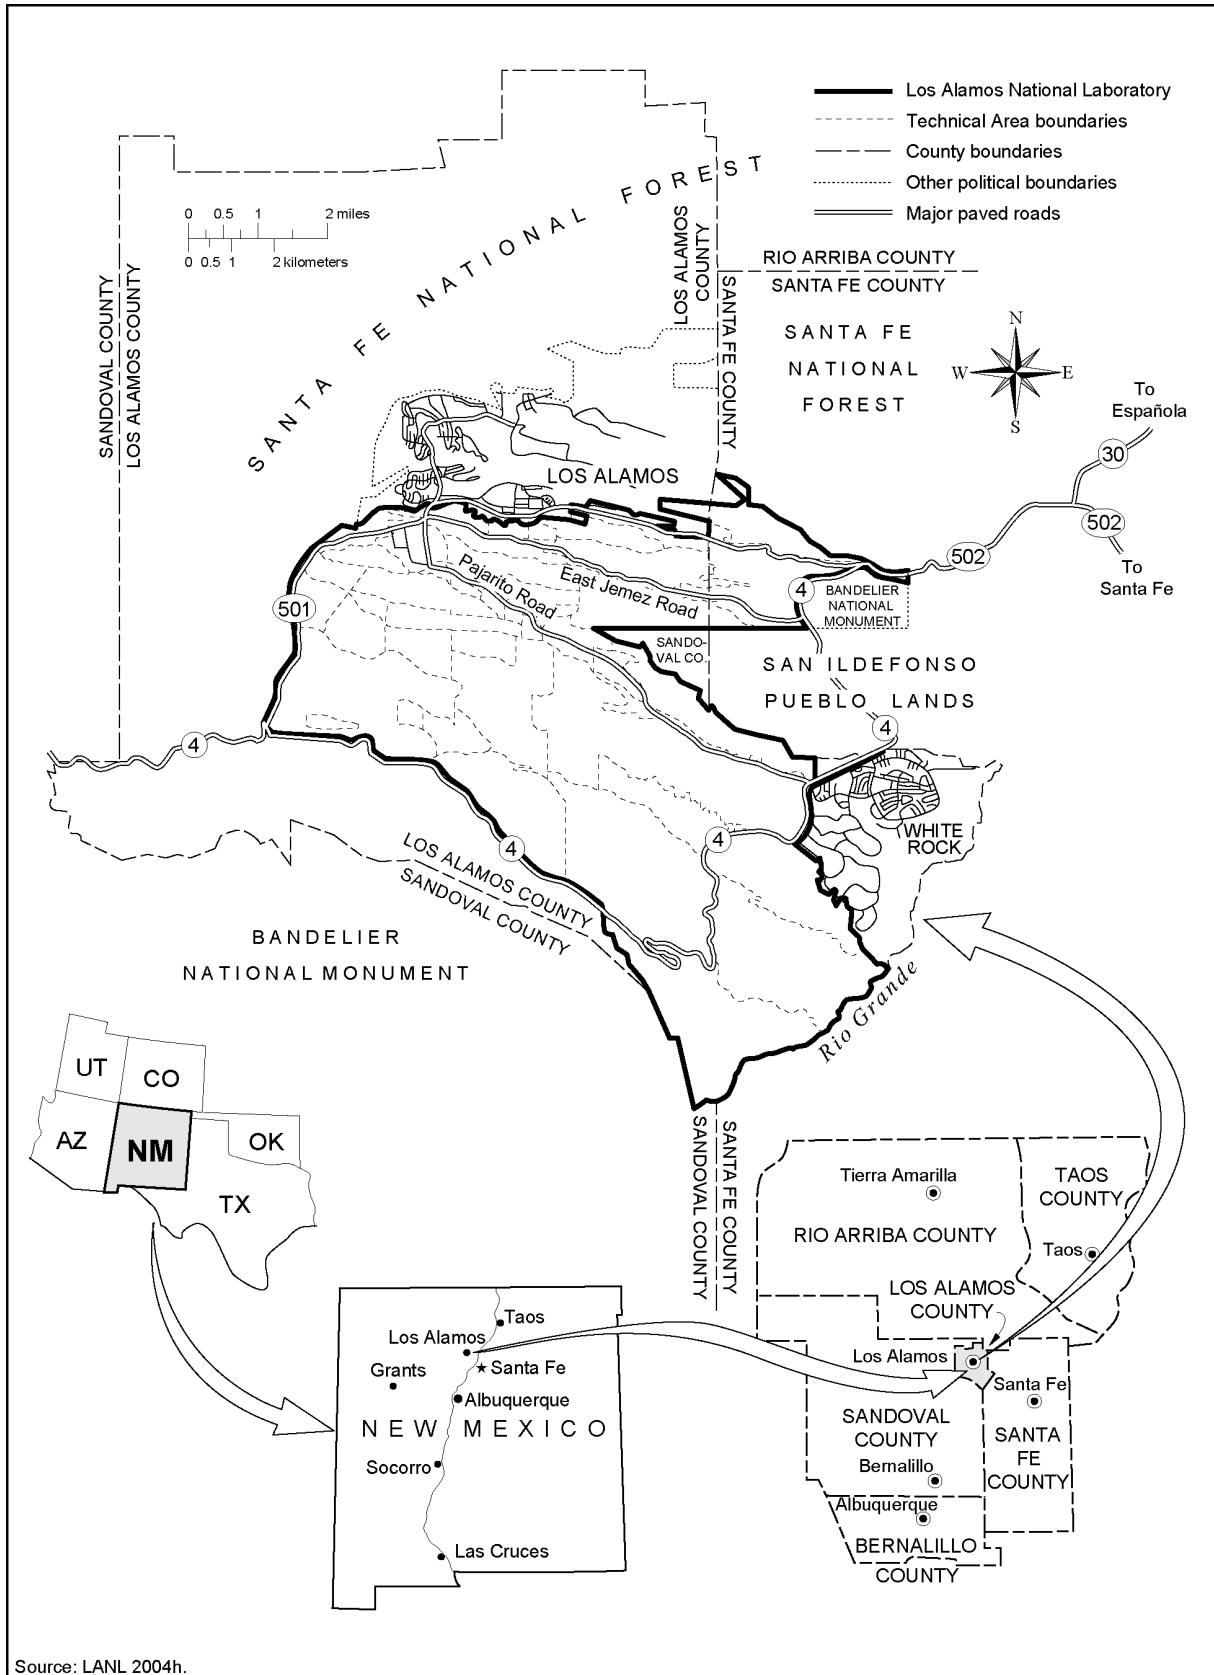 Los Alamos National Laboratory
Technical Area boundaries
County boundaries
Other political boundaries
Major paved roads
0 0.5 1 2 miles
0 0.5 1 2 kilometers
SANTA FE NATIONAL FOREST
SANDOVAL COUNTY
LOS ALAMOS COUNTY
LOS ALAMOS
COUNTY
SANTA FE COUNTY
RIO ARRIBA COUNTY
SANTA FE COUNTY
SANTA FE
NATIONAL
FOREST
N
W E
S
To
Española
30
502
502
To
Santa Fe
LOS ALAMOS
Pajarito Road
East Jemez Road
501
4
BANDELIER
NATIONAL
MONUMENT
SANDO-
VAL CO.
SAN ILDEFONSO
PUEBLO LANDS
4
4
WHITE
ROCK
4
4
LOS ALAMOS COUNTY
SANDOVAL COUNTY
BANDELIER
NATIONAL MONUMENT
Rio Grande
SANDOVAL COUNTY
SANTA FE COUNTY
UT
CO
AZ
NM
OK
TX
Taos
Los Alamos
Santa Fe
Grants
Albuquerque
NEW MEXICO
Socorro
Las Cruces
Tierra Amarilla
TAOS
COUNTY
RIO ARRIBA COUNTY
Taos
LOS ALAMOS
COUNTY
Los Alamos
Santa Fe
SANDOVAL
COUNTY
SANTA
FE
COUNTY
Bernalillo
Albuquerque
BERNALILLO
COUNTY
Source: LANL 2004h.